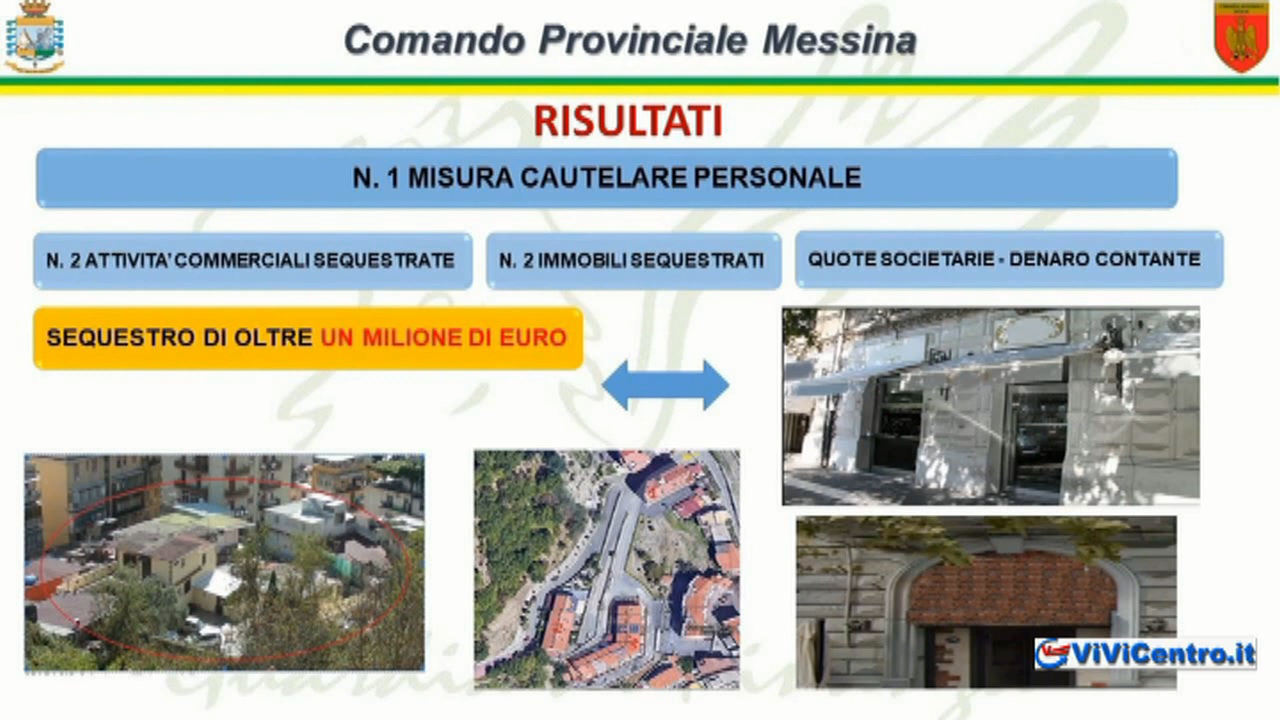 Comando Provinciale Messina
RISULTATI
N. 1 MISURA CAUTELARE PERSONALE
N. 2 ATTIVITA' COMMERCIALI SEQUESTRATE
N. 2 IMMOBILI SEQUESTRATI
QUOTE SOCIETARIE - DENARO CONTANTE
SEQUESTRO DI OLTRE UN MILIONE DI EURO
ViViCentro.it